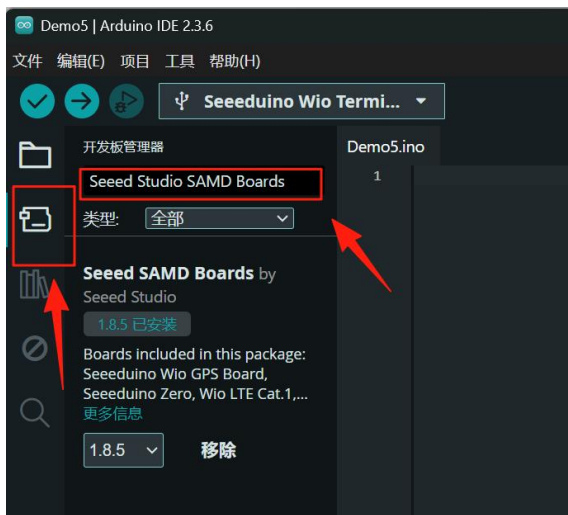 Demo5 | Arduino IDE 2.3.6
文件 编辑(E) 项目 工具 帮助(H)
Seeeduino Wio Termi...
开发板管理器
Demo5.ino
Seeed Studio SAMD Boards
1
类型: 全部
Seeed SAMD Boards by
Seeed Studio
1.8.5 已安装
Boards included in this package:
Seeeduino Wio GPS Board,
Seeeduino Zero, Wio LTE Cat.1,...
更多信息
1.8.5 移除